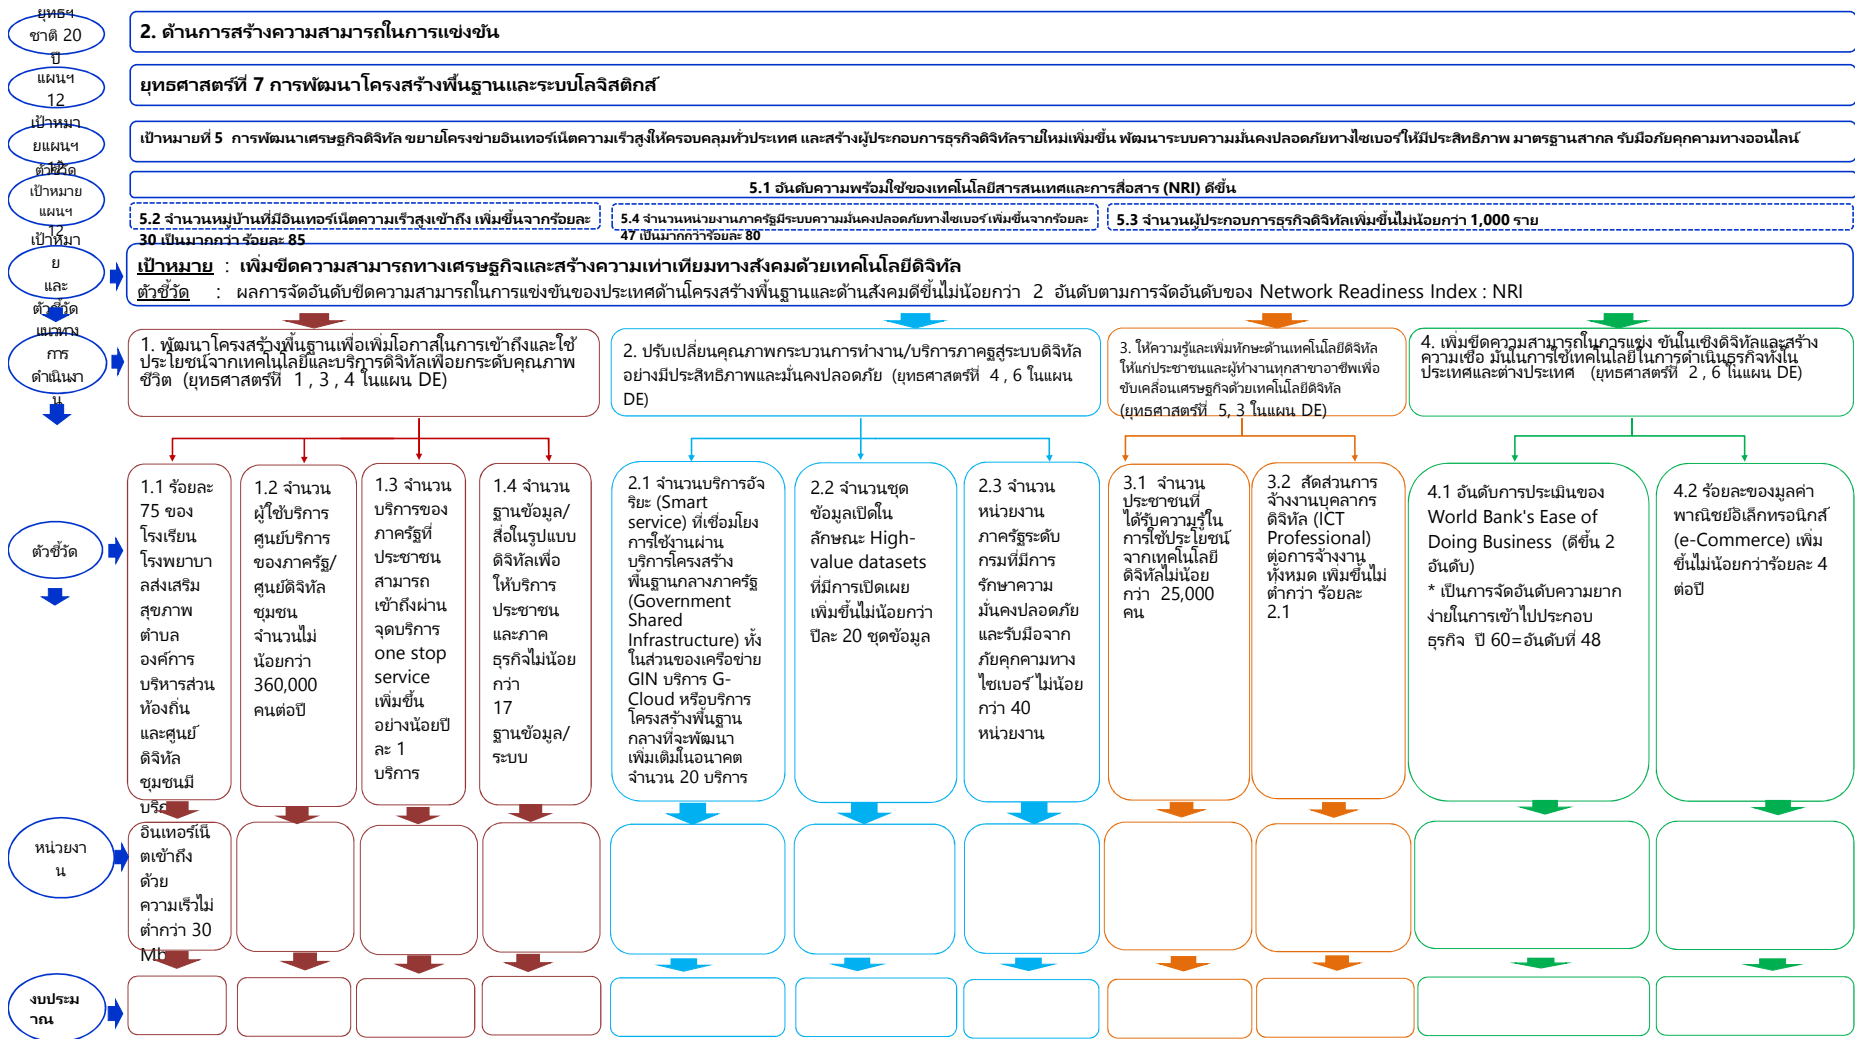 ยุทธฯ
ชาติ 20
ปี
2. ด้านการสร้างความสามารถในการแข่งขัน
แผนฯ
12
ยุทธศาสตร์ที่ 7 การพัฒนาโครงสร้างพื้นฐานและระบบโลจิสติกส์
เป้าหมา
ยแผนฯ
12
เป้าหมายที่ 5 การพัฒนาเศรษฐกิจดิจิทัล ขยายโครงข่ายอินเทอร์เน็ตความเร็วสูงให้ครอบคลุมทั่วประเทศ และสร้างผู้ประกอบการธุรกิจดิจิทัลรายใหม่เพิ่มขึ้น พัฒนาระบบความมั่นคงปลอดภัยทางไซเบอร์ให้มีประสิทธิภาพ มาตรฐานสากล รับมือภัยคุกคามทางออนไลน์
ตัวชี้วัด
เป้าหมาย
แผนฯ
12
5.1 อันดับความพร้อมใช้ของเทคโนโลยีสารสนเทศและการสื่อสาร (NRI) ดีขึ้น
5.2 จำนวนหมู่บ้านที่มีอินเทอร์เน็ตความเร็วสูงเข้าถึง เพิ่มขึ้นจากร้อยละ
30 เป็นมากกว่า ร้อยละ 85
5.4 จำนวนหน่วยงานภาครัฐมีระบบความมั่นคงปลอดภัยทางไซเบอร์ เพิ่มขึ้นจากร้อยละ
47 เป็นมากกว่าร้อยละ 80
5.3 จำนวนผู้ประกอบการธุรกิจดิจิทัลเพิ่มขึ้นไม่น้อยกว่า 1,000 ราย
เป้าหมา
ย
และ
ตัวชี้วัด
เป้าหมาย : เพิ่มขีดความสามารถทางเศรษฐกิจและสร้างความเท่าเทียมทางสังคมด้วยเทคโนโลยีดิจิทัล
ตัวชี้วัด : ผลการจัดอันดับขีดความสามารถในการแข่งขันของประเทศด้านโครงสร้างพื้นฐานและด้านสังคมดีขึ้นไม่น้อยกว่า 2 อันดับตามการจัดอันดับของ Network Readiness Index : NRI
แนวทาง
การ
ดำเนินงา
น
1. พัฒนาโครงสร้างพื้นฐานเพื่อเพิ่มโอกาสในการเข้าถึงและใช้
ประโยชน์จากเทคโนโลยีและบริการดิจิทัลเพื่อยกระดับคุณภาพ
ชีวิต (ยุทธศาสตร์ที่ 1 , 3 , 4 ในแผน DE)
2. ปรับเปลี่ยนคุณภาพกระบวนการทำงาน/บริการภาครัฐสู่ระบบดิจิทัล
อย่างมีประสิทธิภาพและมั่นคงปลอดภัย (ยุทธศาสตร์ที่ 4 , 6 ในแผน
DE)
3. ให้ความรู้และเพิ่มทักษะด้านเทคโนโลยีดิจิทัล
ให้แก่ประชาชนและผู้ทำงานทุกสาขาอาชีพเพื่อ
ขับเคลื่อนเศรษฐกิจด้วยเทคโนโลยีดิจิทัล
(ยุทธศาสตร์ที่ 5, 3 ในแผน DE)
4. เพิ่มขีดความสามารถในการแข่ง ขันในเชิงดิจิทัลและสร้าง
ความเชื่อ มั่นในการใช้เทคโนโลยีในการดำเนินธุรกิจทั้งใน
ประเทศและต่างประเทศ (ยุทธศาสตร์ที่ 2 , 6 ในแผน DE)
ตัวชี้วัด
1.1 ร้อยละ
75 ของ
โรงเรียน
โรงพยาบา
ลส่งเสริม
สุขภาพ
ตำบล
องค์การ
บริหารส่วน
ท้องถิ่น
และศูนย์
ดิจิทัล
ชุมชนมี
บริการ
อินเทอร์เน็
ตเข้าถึง
ด้วย
ความเร็วไม่
ต่ำกว่า 30
Mb
1.2 จำนวน
ผู้ใช้บริการ
ศูนย์บริการ
ของภาครัฐ/
ศูนย์ดิจิทัล
ชุมชน
จำนวนไม่
น้อยกว่า
360,000
คนต่อปี
1.3 จำนวน
บริการของ
ภาครัฐที่
ประชาชน
สามารถ
เข้าถึงผ่าน
จุดบริการ
one stop
service
เพิ่มขึ้น
อย่างน้อยปี
ละ 1
บริการ
1.4 จำนวน
ฐานข้อมูล/
สื่อในรูปแบบ
ดิจิทัลเพื่อ
ให้บริการ
ประชาชน
และภาค
ธุรกิจไม่น้อย
กว่า
17
ฐานข้อมูล/
ระบบ
2.1 จำนวนบริการอัจ
ริยะ (Smart
service) ที่เชื่อมโยง
การใช้งานผ่าน
บริการโครงสร้าง
พื้นฐานกลางภาครัฐ
(Government
Shared
Infrastructure) ทั้ง
ในส่วนของเครือข่าย
GIN บริการ G-
Cloud หรือบริการ
โครงสร้างพื้นฐาน
กลางที่จะพัฒนา
เพิ่มเติมในอนาคต
จำนวน 20 บริการ
2.2 จำนวนชุด
ข้อมูลเปิดใน
ลักษณะ High-
value datasets
ที่มีการเปิดเผย
เพิ่มขึ้นไม่น้อยกว่า
ปีละ 20 ชุดข้อมูล
2.3 จำนวน
หน่วยงาน
ภาครัฐระดับ
กรมที่มีการ
รักษาความ
มั่นคงปลอดภัย
และรับมือจาก
ภัยคุกคามทาง
ไซเบอร์ ไม่น้อย
กว่า 40
หน่วยงาน
3.1 จำนวน
ประชาชนที่
ได้รับความรู้ใน
การใช้ประโยชน์
จากเทคโนโลยี
ดิจิทัลไม่น้อย
กว่า 25,000
คน
3.2 สัดส่วนการ
จ้างงานบุคลากร
ดิจิทัล (ICT
Professional)
ต่อการจ้างงาน
ทั้งหมด เพิ่มขึ้นไม่
ต่ำกว่า ร้อยละ
2.1
4.1 อันดับการประเมินของ
World Bank's Ease of
Doing Business (ดีขึ้น 2
อันดับ)
* เป็นการจัดอันดับความยาก
ง่ายในการเข้าไปประกอบ
ธุรกิจ ปี 60=อันดับที่ 48
4.2 ร้อยละของมูลค่า
พาณิชย์อิเล็กทรอนิกส์
(e-Commerce) เพิ่ม
ขึ้นไม่น้อยกว่าร้อยละ 4
ต่อปี
หน่วยงา
น
งบประม
าณ